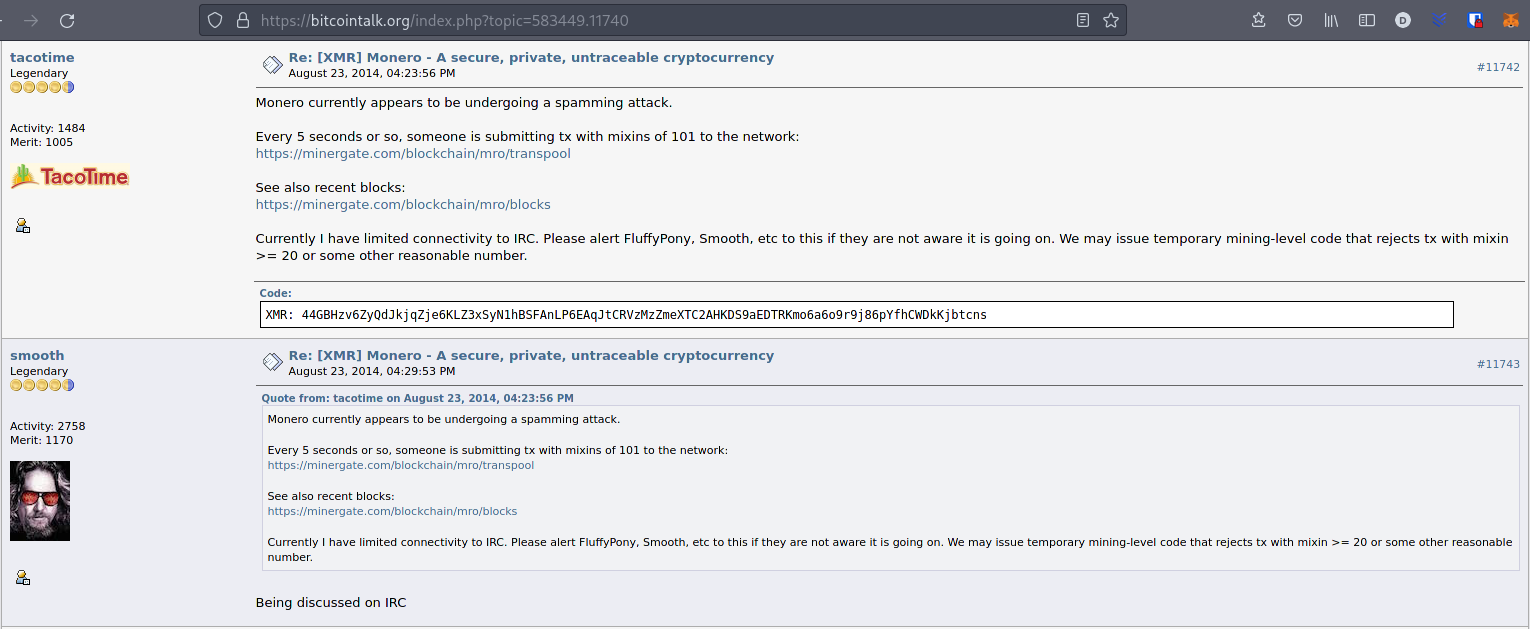 https://bitcointalk.org/index.php?topic=583449.11740
D
tacotime
Legendary
Activity: 1484
Merit: 1005
TacoTime
Re: [XMR] Monero - A secure, private, untraceable cryptocurrency
August 23, 2014, 04:23:56 PM
#11742
Monero currently appears to be undergoing a spamming attack.
Every 5 seconds or so, someone is submitting tx with mixins of 101 to the network:
https://minergate.com/blockchain/mro/transpool
See also recent blocks:
https://minergate.com/blockchain/mro/blocks
Currently I have limited connectivity to IRC. Please alert FluffyPony, Smooth, etc to this if they are not aware it is going on. We may issue temporary mining-level code that rejects tx with mixin
>= 20 or some other reasonable number.
Code:
XMR: 44GBHzv6ZyQdJkjqZje6KLZ3xSyN1hBSFAnLP6EAqJtCRVzMzZmeXTC2AHKDS9aEDTRKmo6a6o9r9j86pYfhCWDkKjbtcns
smooth
Legendary
Activity: 2758
Merit: 1170
Re: [XMR] Monero - A secure, private, untraceable cryptocurrency
August 23, 2014, 04:29:53 PM
#11743
Quote from: tacotime on August 23, 2014, 04:23:56 PM
Monero currently appears to be undergoing a spamming attack.
Every 5 seconds or so, someone is submitting tx with mixins of 101 to the network:
https://minergate.com/blockchain/mro/transpool
See also recent blocks:
https://minergate.com/blockchain/mro/blocks
Currently I have limited connectivity to IRC. Please alert FluffyPony, Smooth, etc to this if they are not aware it is going on. We may issue temporary mining-level code that rejects tx with mixin >= 20 or some other reasonable
number.
Being discussed on IRC